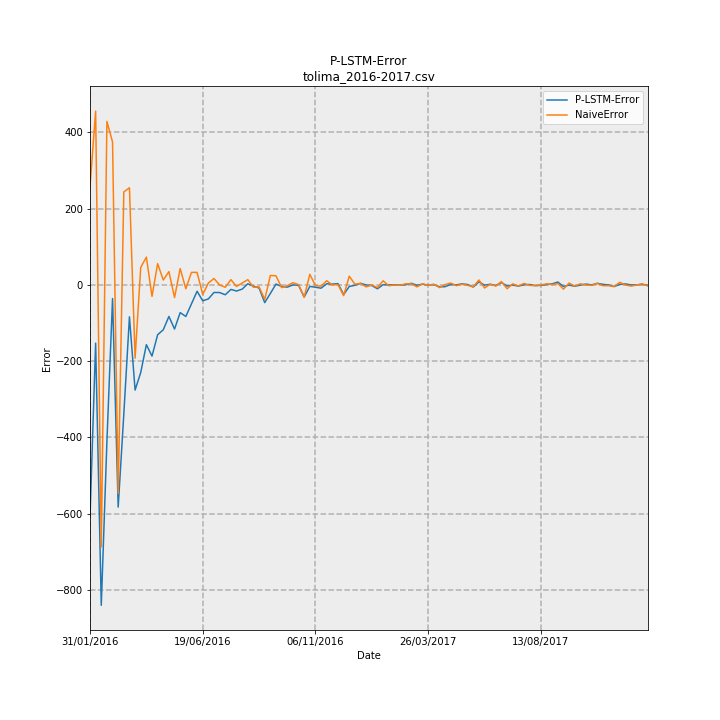 P-LSTM-Error
tolima_2016-2017.csv
P-LSTM-Error
NaiveError
400
200
0
−200
−400
−600
−800
Error
31/01/2016 19/06/2016 06/11/2016 26/03/2017 13/08/2017
Date